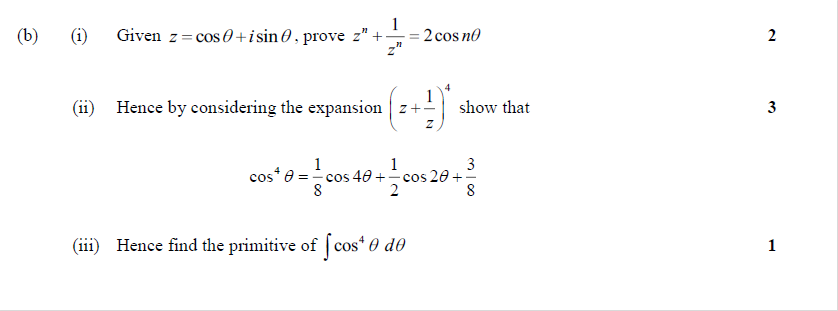 (b) (i) Given z = cos θ + i sin θ, prove zⁿ + 1/zⁿ = 2 cos nθ 2
(ii) Hence by considering the expansion (z + 1/z)⁴ show that 3
cos⁴ θ = 1/8 cos 4θ + 1/2 cos 2θ + 3/8
(iii) Hence find the primitive of ∫ cos⁴ θ dθ 1